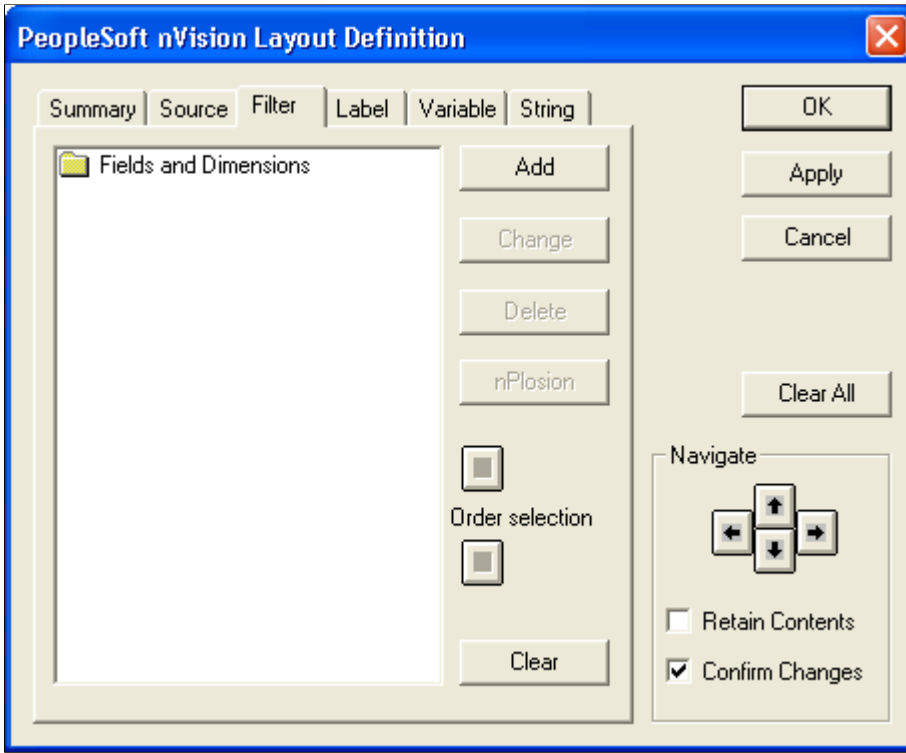 PeopleSoft nVision Layout Definition
Summary Source Filter Label Variable String
OK
Fields and Dimensions
Add
Apply
Change
Cancel
Delete
nPlosion
Clear All
Navigate
Order selection
Retain Contents
Clear
Confirm Changes